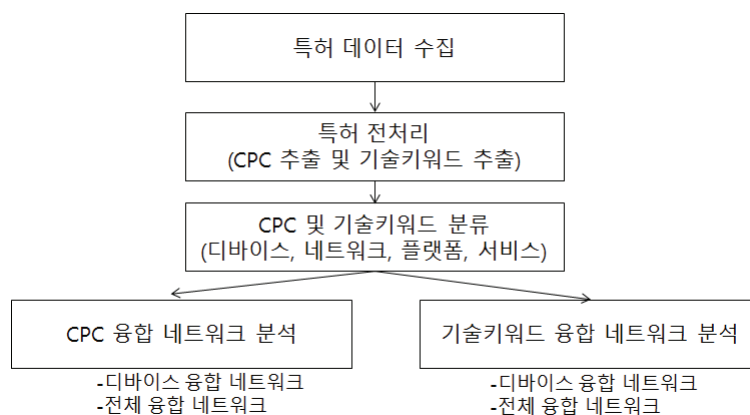 특허 데이터 수집
특허 전처리
(CPC 추출 및 기술키워드 추출)
CPC 및 기술키워드 분류
(디바이스, 네트워크, 플랫폼, 서비스)
CPC 융합 네트워크 분석
-디바이스 융합 네트워크
-전체 융합 네트워크
기술키워드 융합 네트워크 분석
-디바이스 융합 네트워크
-전체 융합 네트워크